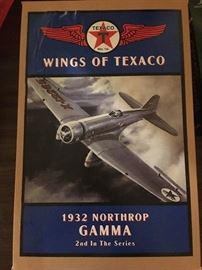 TEXACO
WINGS OF TEXACO
1932 NORTHROP
GAMMA
2nd In The Series